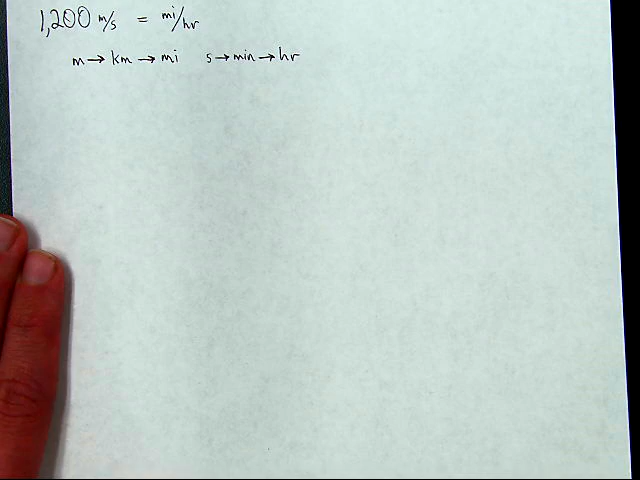 1,200 m/s = mi/hr
m → km → mi s → min → hr